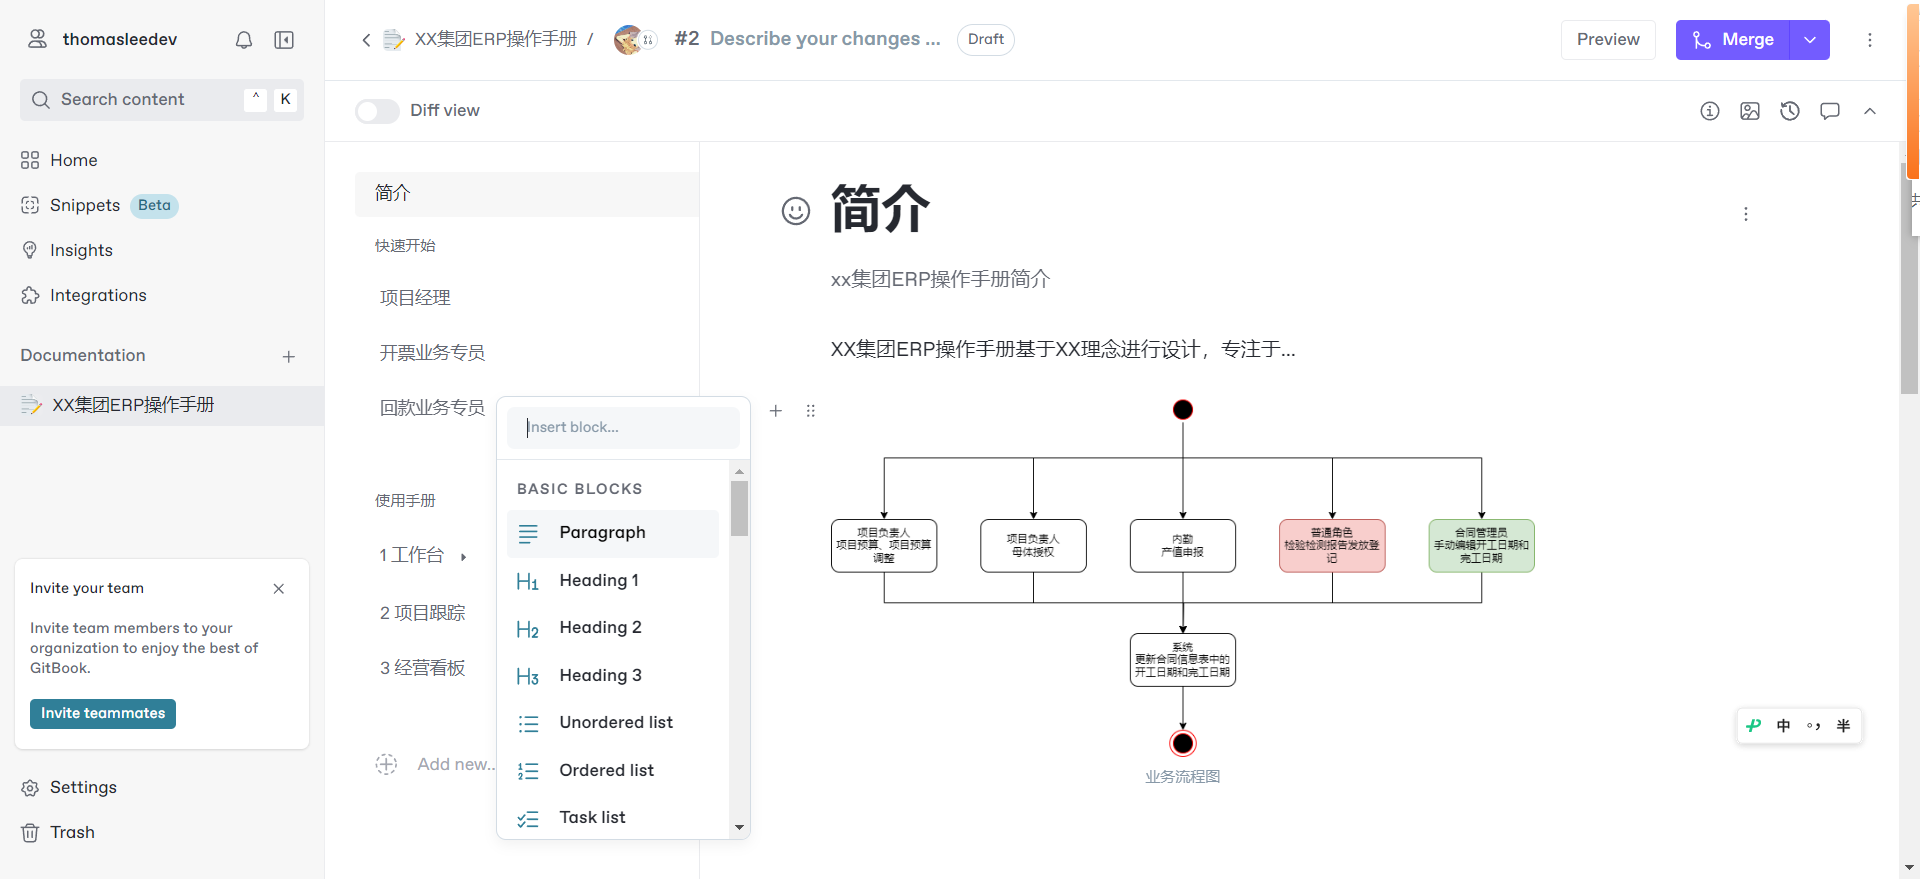 thomasleedev
Search content
^ K
Home
Snippets Beta
Insights
Integrations
Documentation
XX集团ERP操作手册
Invite your team
Invite team members to your
organization to enjoy the best of
GitBook.
Invite teammates
Settings
Trash
XX集团ERP操作手册 / #2 Describe your changes ... Draft
Preview
Merge
Diff view
简介
快速开始
项目经理
开票业务专员
回款业务专员
使用手册
1 工作台
2 项目跟踪
3 经营看板
Add new..
Insert block...
BASIC BLOCKS
Paragraph
H1 Heading 1
H2 Heading 2
H3 Heading 3
Unordered list
Ordered list
Task list
简介
xx集团ERP操作手册简介
XX集团ERP操作手册基于XX理念进行设计，专注于...
项目负责人
项目预算、项目预算
调整
项目负责人
母体授权
内勤
产值申报
普通角色
检验检测报告发放登
记
合同管理员
手动编辑开工日期和
完工日期
系统
更新合同信息表中的
开工日期和完工日期
业务流程图
中 °, 半